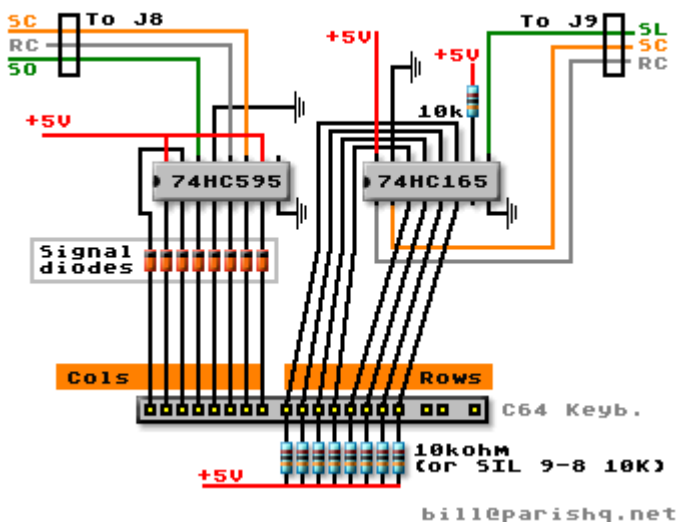 SC
To J8
RC
SO
+5V
+5V
To J9
SL
SC
RC
+5V
10k
74HC595
74HC165
Signal
diodes
Cols
Rows
C64 Keyb.
10kohm
(or SIL 9-8 10K)
+5V
bill@parishq.net